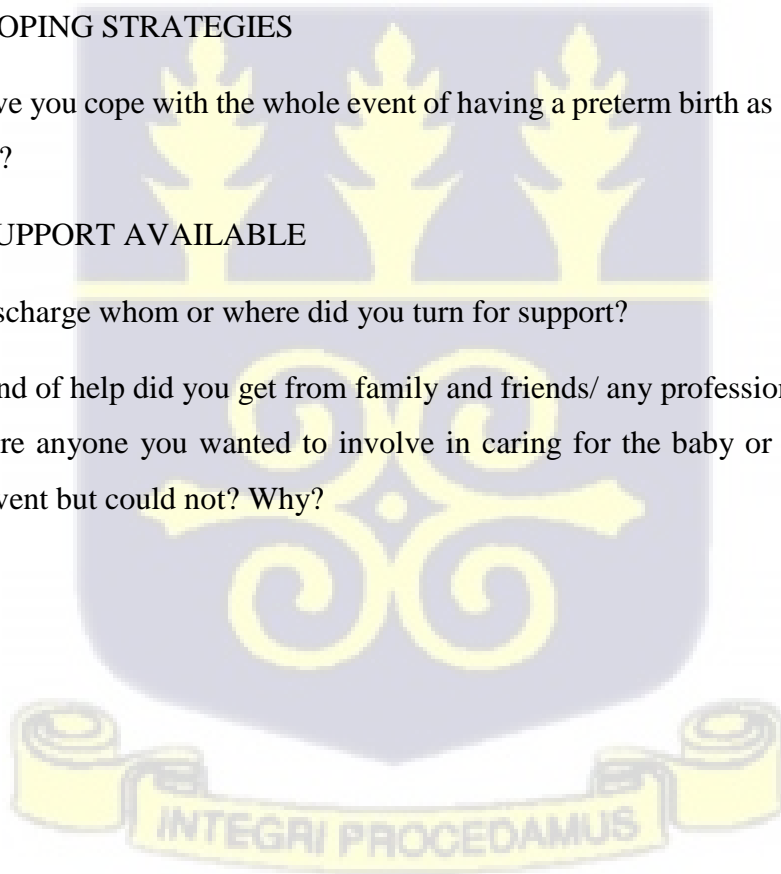 OPING STRATEGIES
ve you cope with the whole event of having a preterm birth as
?
UPPORT AVAILABLE
scharge whom or where did you turn for support?
nd of help did you get from family and friends/ any profession
re anyone you wanted to involve in caring for the baby or
vent but could not? Why?
INTEGRI PROCEDAMUS